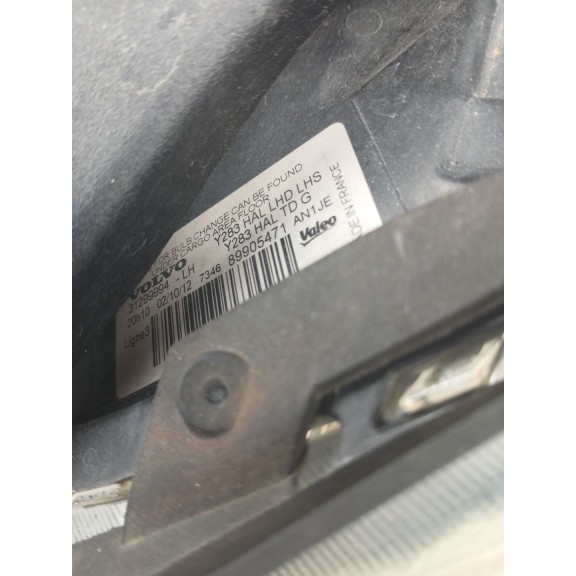 FOR BULB CHANGE CAN BE FOUND
UNDER CARGO AREA FLOOR
VOLVO Y283 HAL LHD LHS
Y283 HAL TD G
31299994 -LH 89905471 AN1JE
20h10 02/10/12 7346 Valeo
Ligne3
MADE IN FRANCE